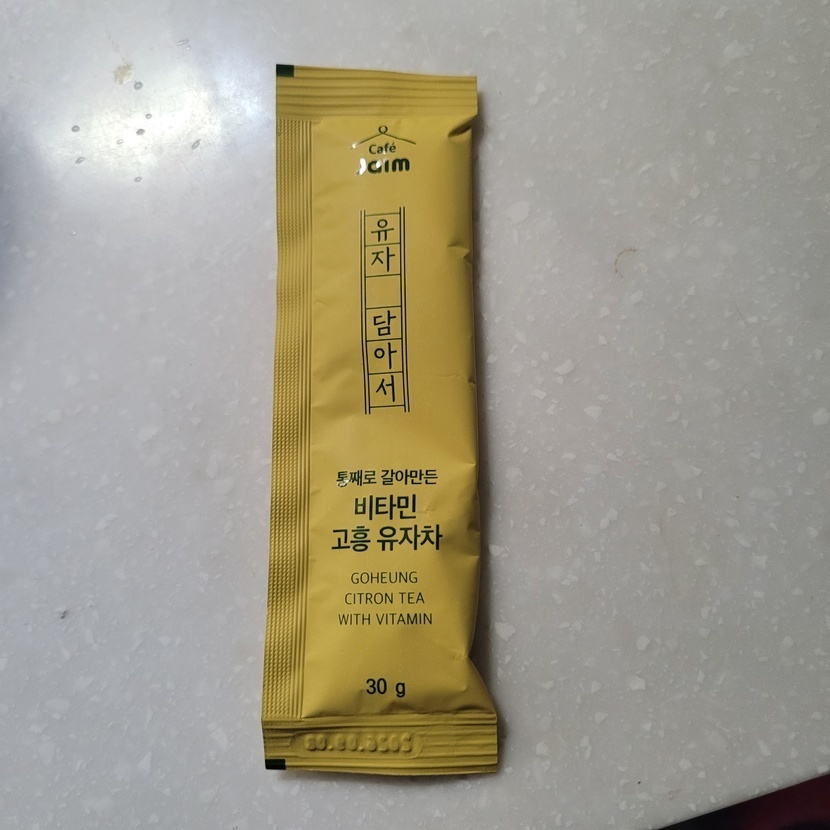 Café
Jaim
유자 담아서
통째로 갈아만든
비타민
고흥 유자차
GOHEUNG
CITRON TEA
WITH VITAMIN
30 g